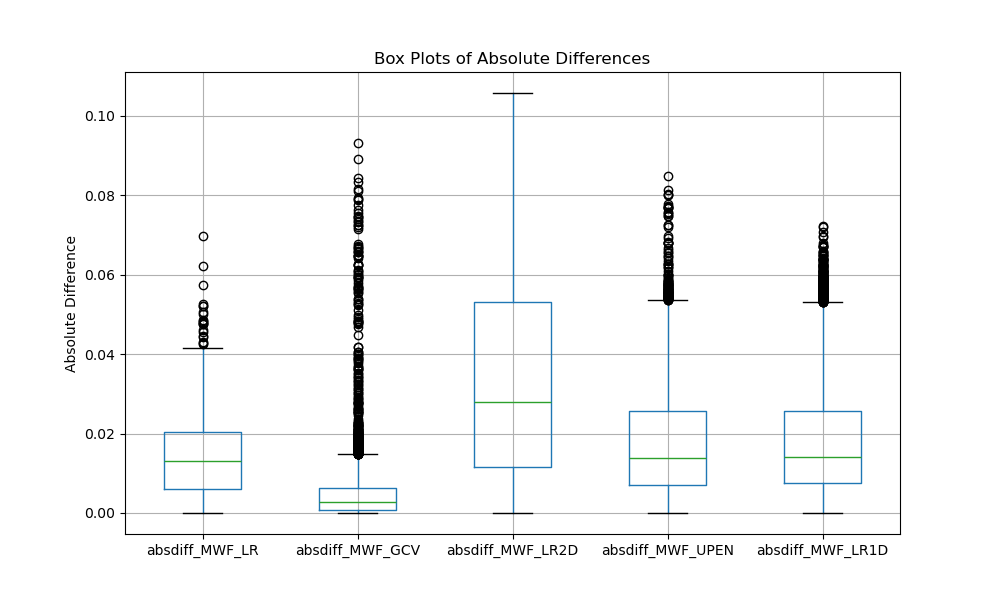 Box Plots of Absolute Differences
Absolute Difference
0.10
0.08
0.06
0.04
0.02
0.00
absdiff_MWF_LR
absdiff_MWF_GCV
absdiff_MWF_LR2D
absdiff_MWF_UPEN
absdiff_MWF_LR1D